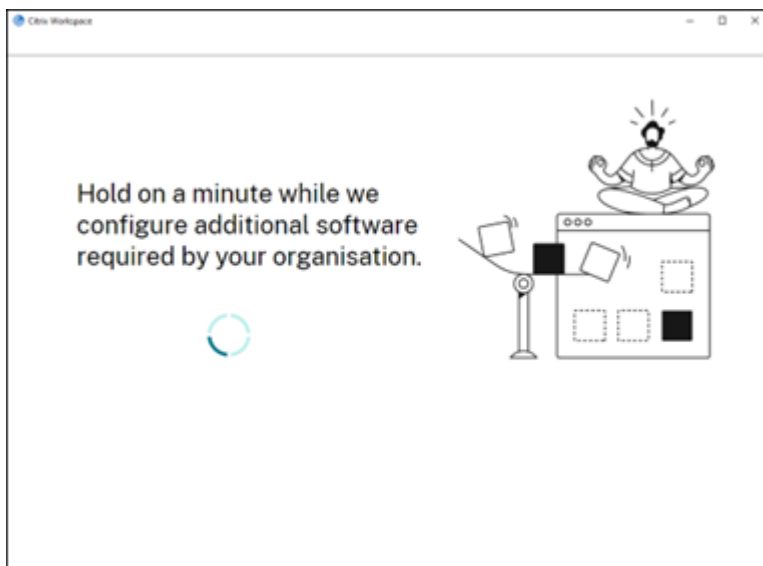 Citrix Workspace
Hold on a minute while we
configure additional software
required by your organisation.